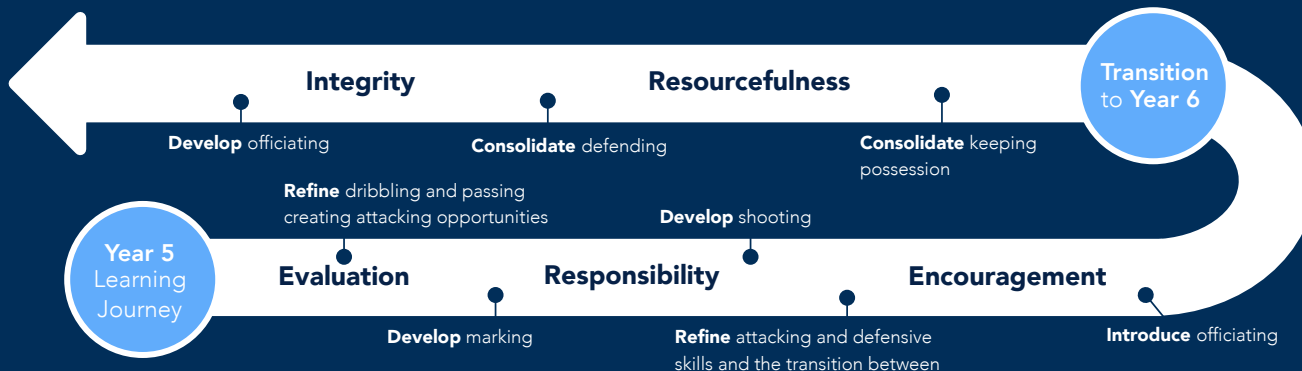 Integrity
Resourcefulness
Transition
to Year 6
Develop officiating
Consolidate defending
Consolidate keeping
possession
Refine dribbling and passing
creating attacking opportunities
Develop shooting
Year 5
Learning
Journey
Evaluation
Responsibility
Encouragement
Develop marking
Refine attacking and defensive
skills and the transition between
Introduce officiating